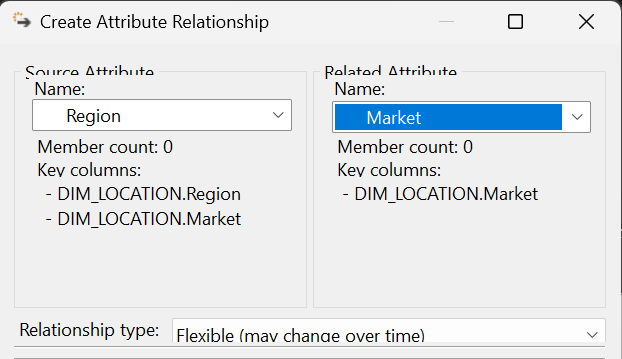 Create Attribute Relationship
Source Attribute
Name:
Region
Member count: 0
Key columns:
- DIM_LOCATION.Region
- DIM_LOCATION.Market
Related Attribute
Name:
Market
Member count: 0
Key columns:
- DIM_LOCATION.Market
Relationship type: Flexible (may change over time)